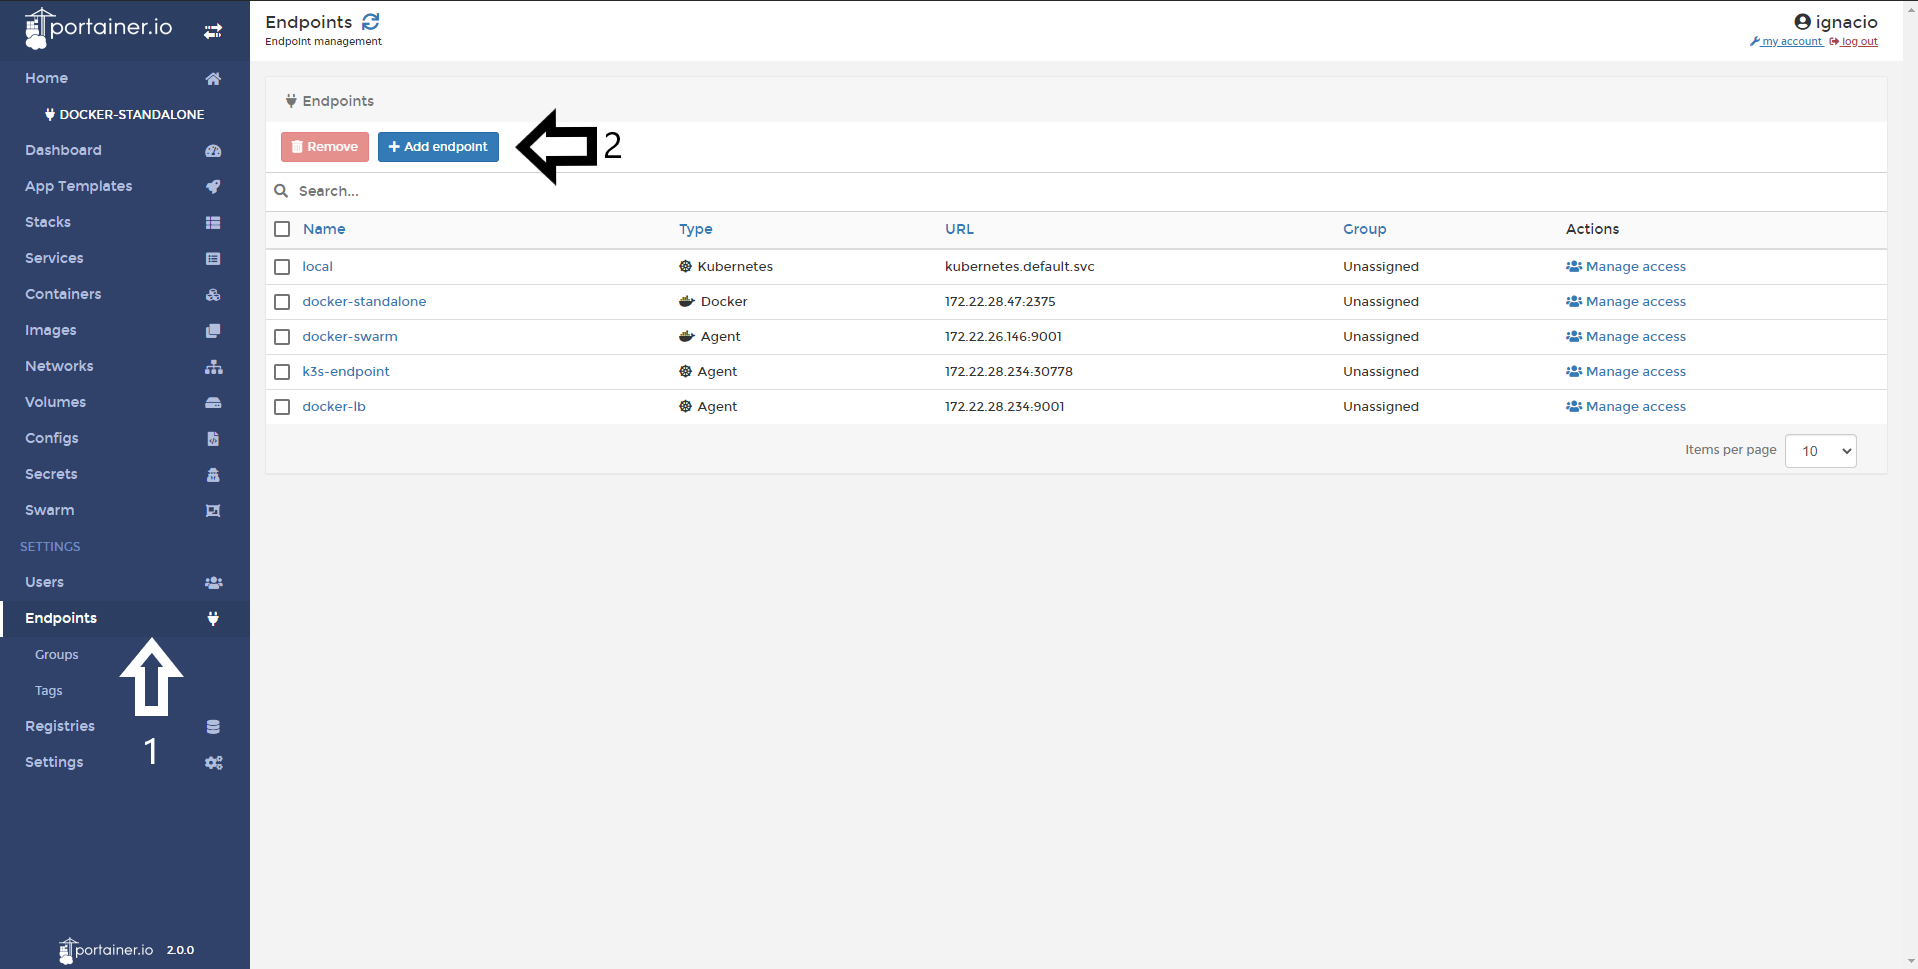 portainer.io
Home
DOCKER-STANDALONE
Dashboard
App Templates
Stacks
Services
Containers
Images
Networks
Volumes
Configs
Secrets
Swarm
SETTINGS
Users
Endpoints
Groups
Tags
Registries
1
Settings
portainer.io 2.0.0
Endpoints
Endpoint management
ignacio
my account log out
Endpoints
Remove Add endpoint 2
Search...
Name Type URL Group Actions
local Kubernetes kubernetes.default.svc Unassigned Manage access
docker-standalone Docker 172.22.28.47:2375 Unassigned Manage access
docker-swarm Agent 172.22.26.146:9001 Unassigned Manage access
k3s-endpoint Agent 172.22.28.234:30778 Unassigned Manage access
docker-lb Agent 172.22.28.234:9001 Unassigned Manage access
Items per page 10